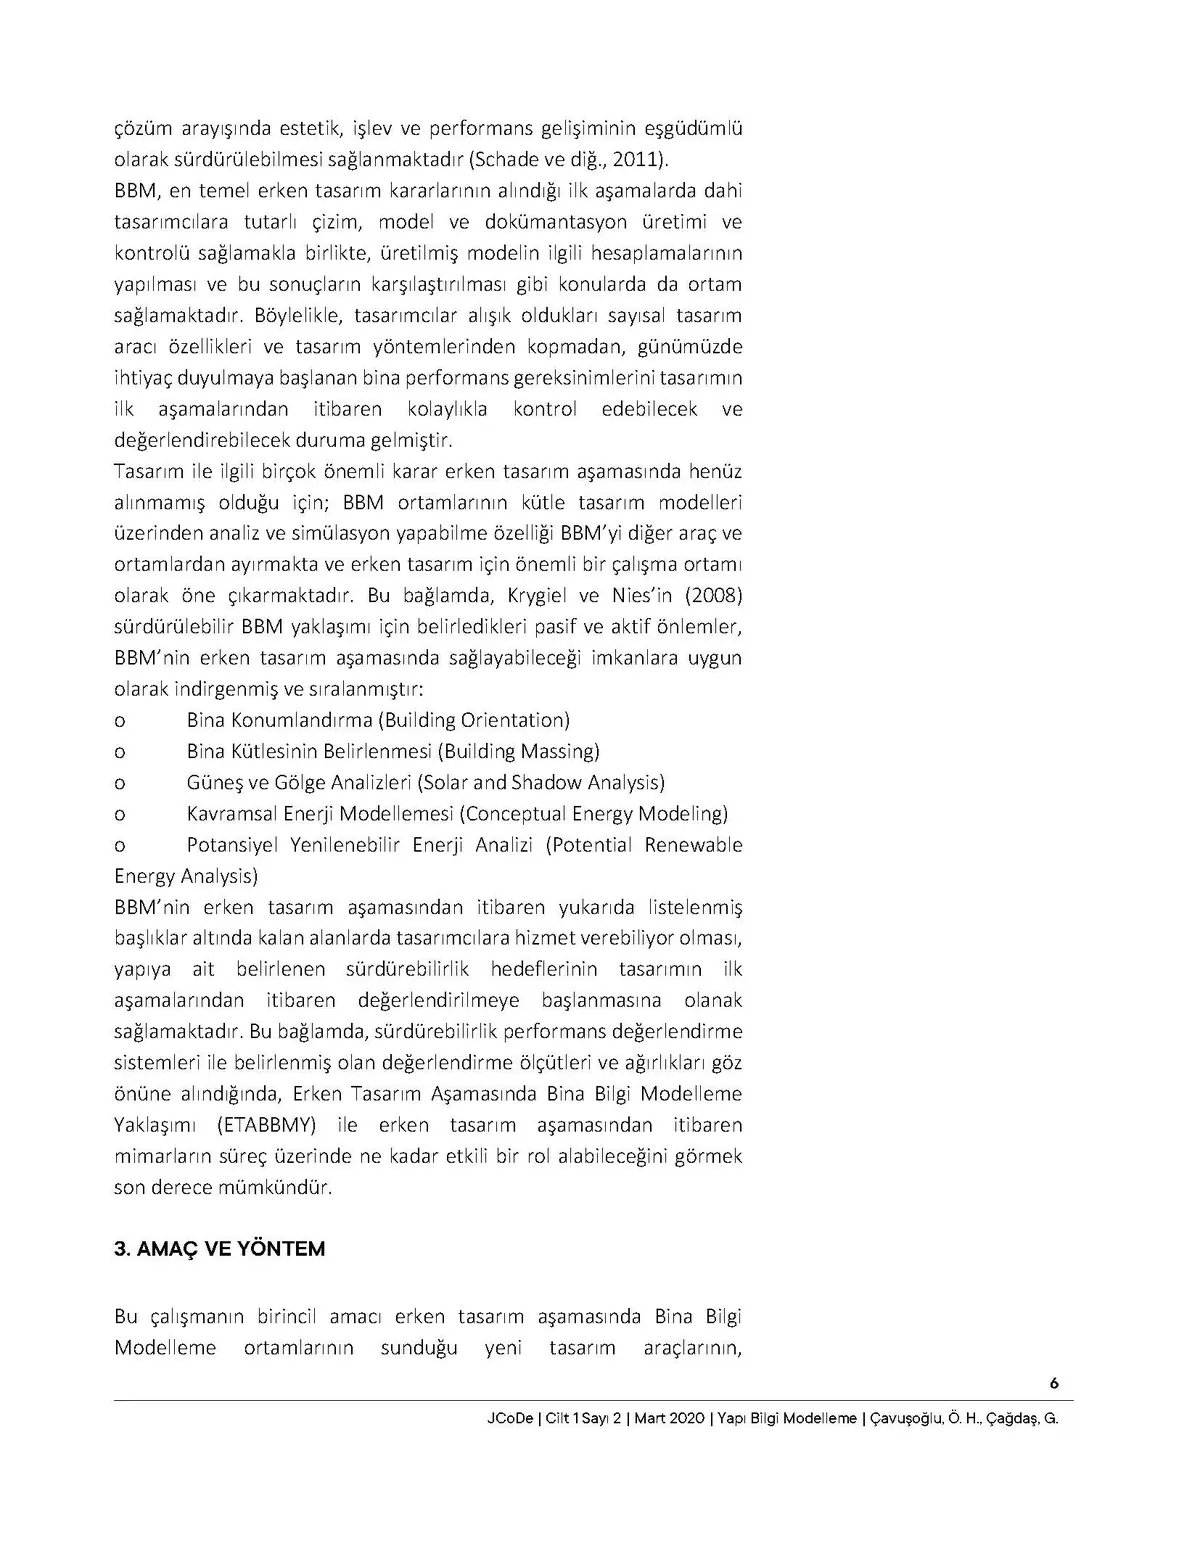 çözüm arayışında estetik, işlev ve performans gelişiminin eşgüdümlü
olarak sürdürülebilmesi sağlanmaktadır (Schade ve diğ., 2011).
BBM, en temel erken tasarım kararlarının alındığı ilk aşamalarda dahi
tasarımcılara tutarlı çizim, model ve dokümantasyon üretimi ve
kontrolü sağlamakla birlikte, üretilmiş modelin ilgili hesaplamalarının
yapılması ve bu sonuçların karşılaştırılması gibi konularda da ortam
sağlamaktadır. Böylelikle, tasarımcılar alışık oldukları sayısal tasarım
aracı özellikleri ve tasarım yöntemlerinden kopmadan, günümüzde
ihtiyaç duyulmaya başlanan bina performans gereksinimlerini tasarımın
ilk aşamalarından itibaren kolaylıkla kontrol edebilecek ve
değerlendirebilecek duruma gelmiştir.
Tasarım ile ilgili birçok önemli karar erken tasarım aşamasında henüz
alınmamış olduğu için; BBM ortamlarının kütle tasarım modelleri
üzerinden analiz ve simülasyon yapabilme özelliği BBM’yi diğer araç ve
ortamlardan ayırmakta ve erken tasarım için önemli bir çalışma ortamı
olarak öne çıkarmaktadır. Bu bağlamda, Krygiel ve Nies’in (2008)
sürdürülebilir BBM yaklaşımı için belirledikleri pasif ve aktif önlemler,
BBM’nin erken tasarım aşamasında sağlayabileceği imkanlara uygun
olarak indirgenmiş ve sıralanmıştır:
o Bina Konumlandırma (Building Orientation)
o Bina Kütlesinin Belirlenmesi (Building Massing)
o Güneş ve Gölge Analizleri (Solar and Shadow Analysis)
o Kavramsal Enerji Modellemesi (Conceptual Energy Modeling)
o Potansiyel Yenilenebilir Enerji Analizi (Potential Renewable
Energy Analysis)
BBM’nin erken tasarım aşamasından itibaren yukarıda listelenmiş
başlıklar altında kalan alanlarda tasarımcılara hizmet verebiliyor olması,
yapıya ait belirlenen sürdürebilirlik hedeflerinin tasarımın ilk
aşamalarından itibaren değerlendirilmeye başlanmasına olanak
sağlamaktadır. Bu bağlamda, sürdürebilirlik performans değerlendirme
sistemleri ile belirlenmiş olan değerlendirme ölçütleri ve ağırlıkları göz
önüne alındığında, Erken Tasarım Aşamasında Bina Bilgi Modelleme
Yaklaşımı (ETABBMY) ile erken tasarım aşamasından itibaren
mimarların süreç üzerinde ne kadar etkili bir rol alabileceğini görmek
son derece mümkündür.
3. AMAÇ VE YÖNTEM
Bu çalışmanın birincil amacı erken tasarım aşamasında Bina Bilgi
Modelleme ortamlarının sunduğu yeni tasarım araçlarının,
6
JCoDe | Cilt 1 Sayı 2 | Mart 2020 | Yapı Bilgi Modelleme | Çavuşoğlu, Ö. H., Çağdaş, G.